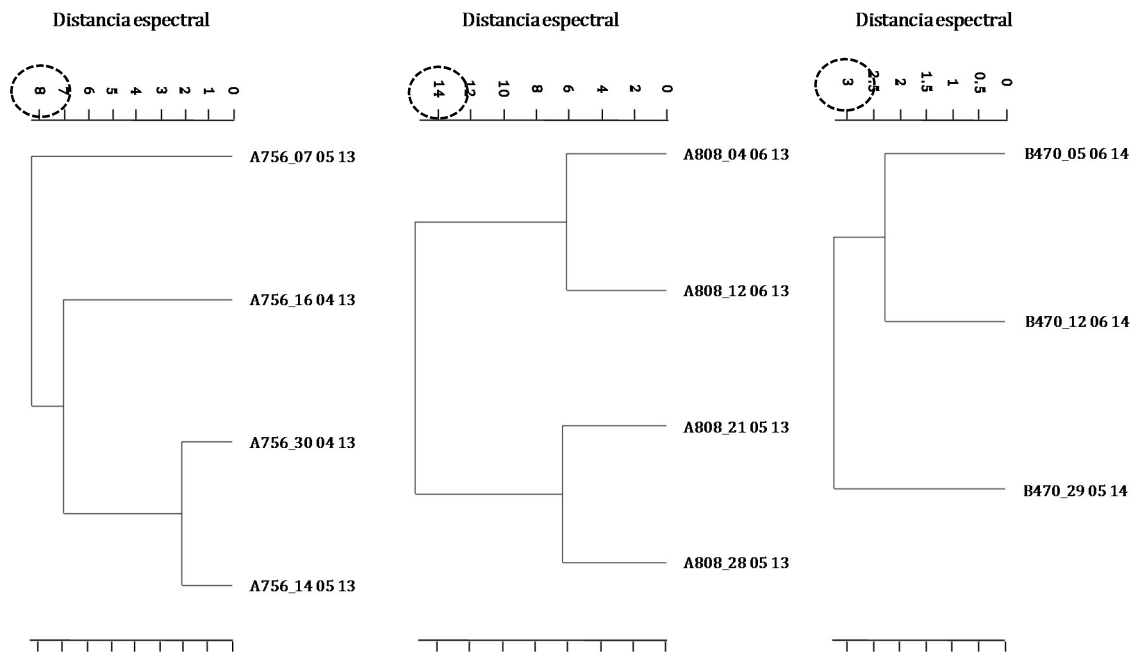 Distancia espectral
8 7 6 5 4 3 2 1 0
A756_07 05 13
A756_16 04 13
A756_30 04 13
A756_14 05 13
Distancia espectral
14 12 10 8 6 4 2 0
A808_04 06 13
A808_12 06 13
A808_21 05 13
A808_28 05 13
Distancia espectral
3 2.5 2 1.5 1 0.5 0
B470_05 06 14
B470_12 06 14
B470_29 05 14